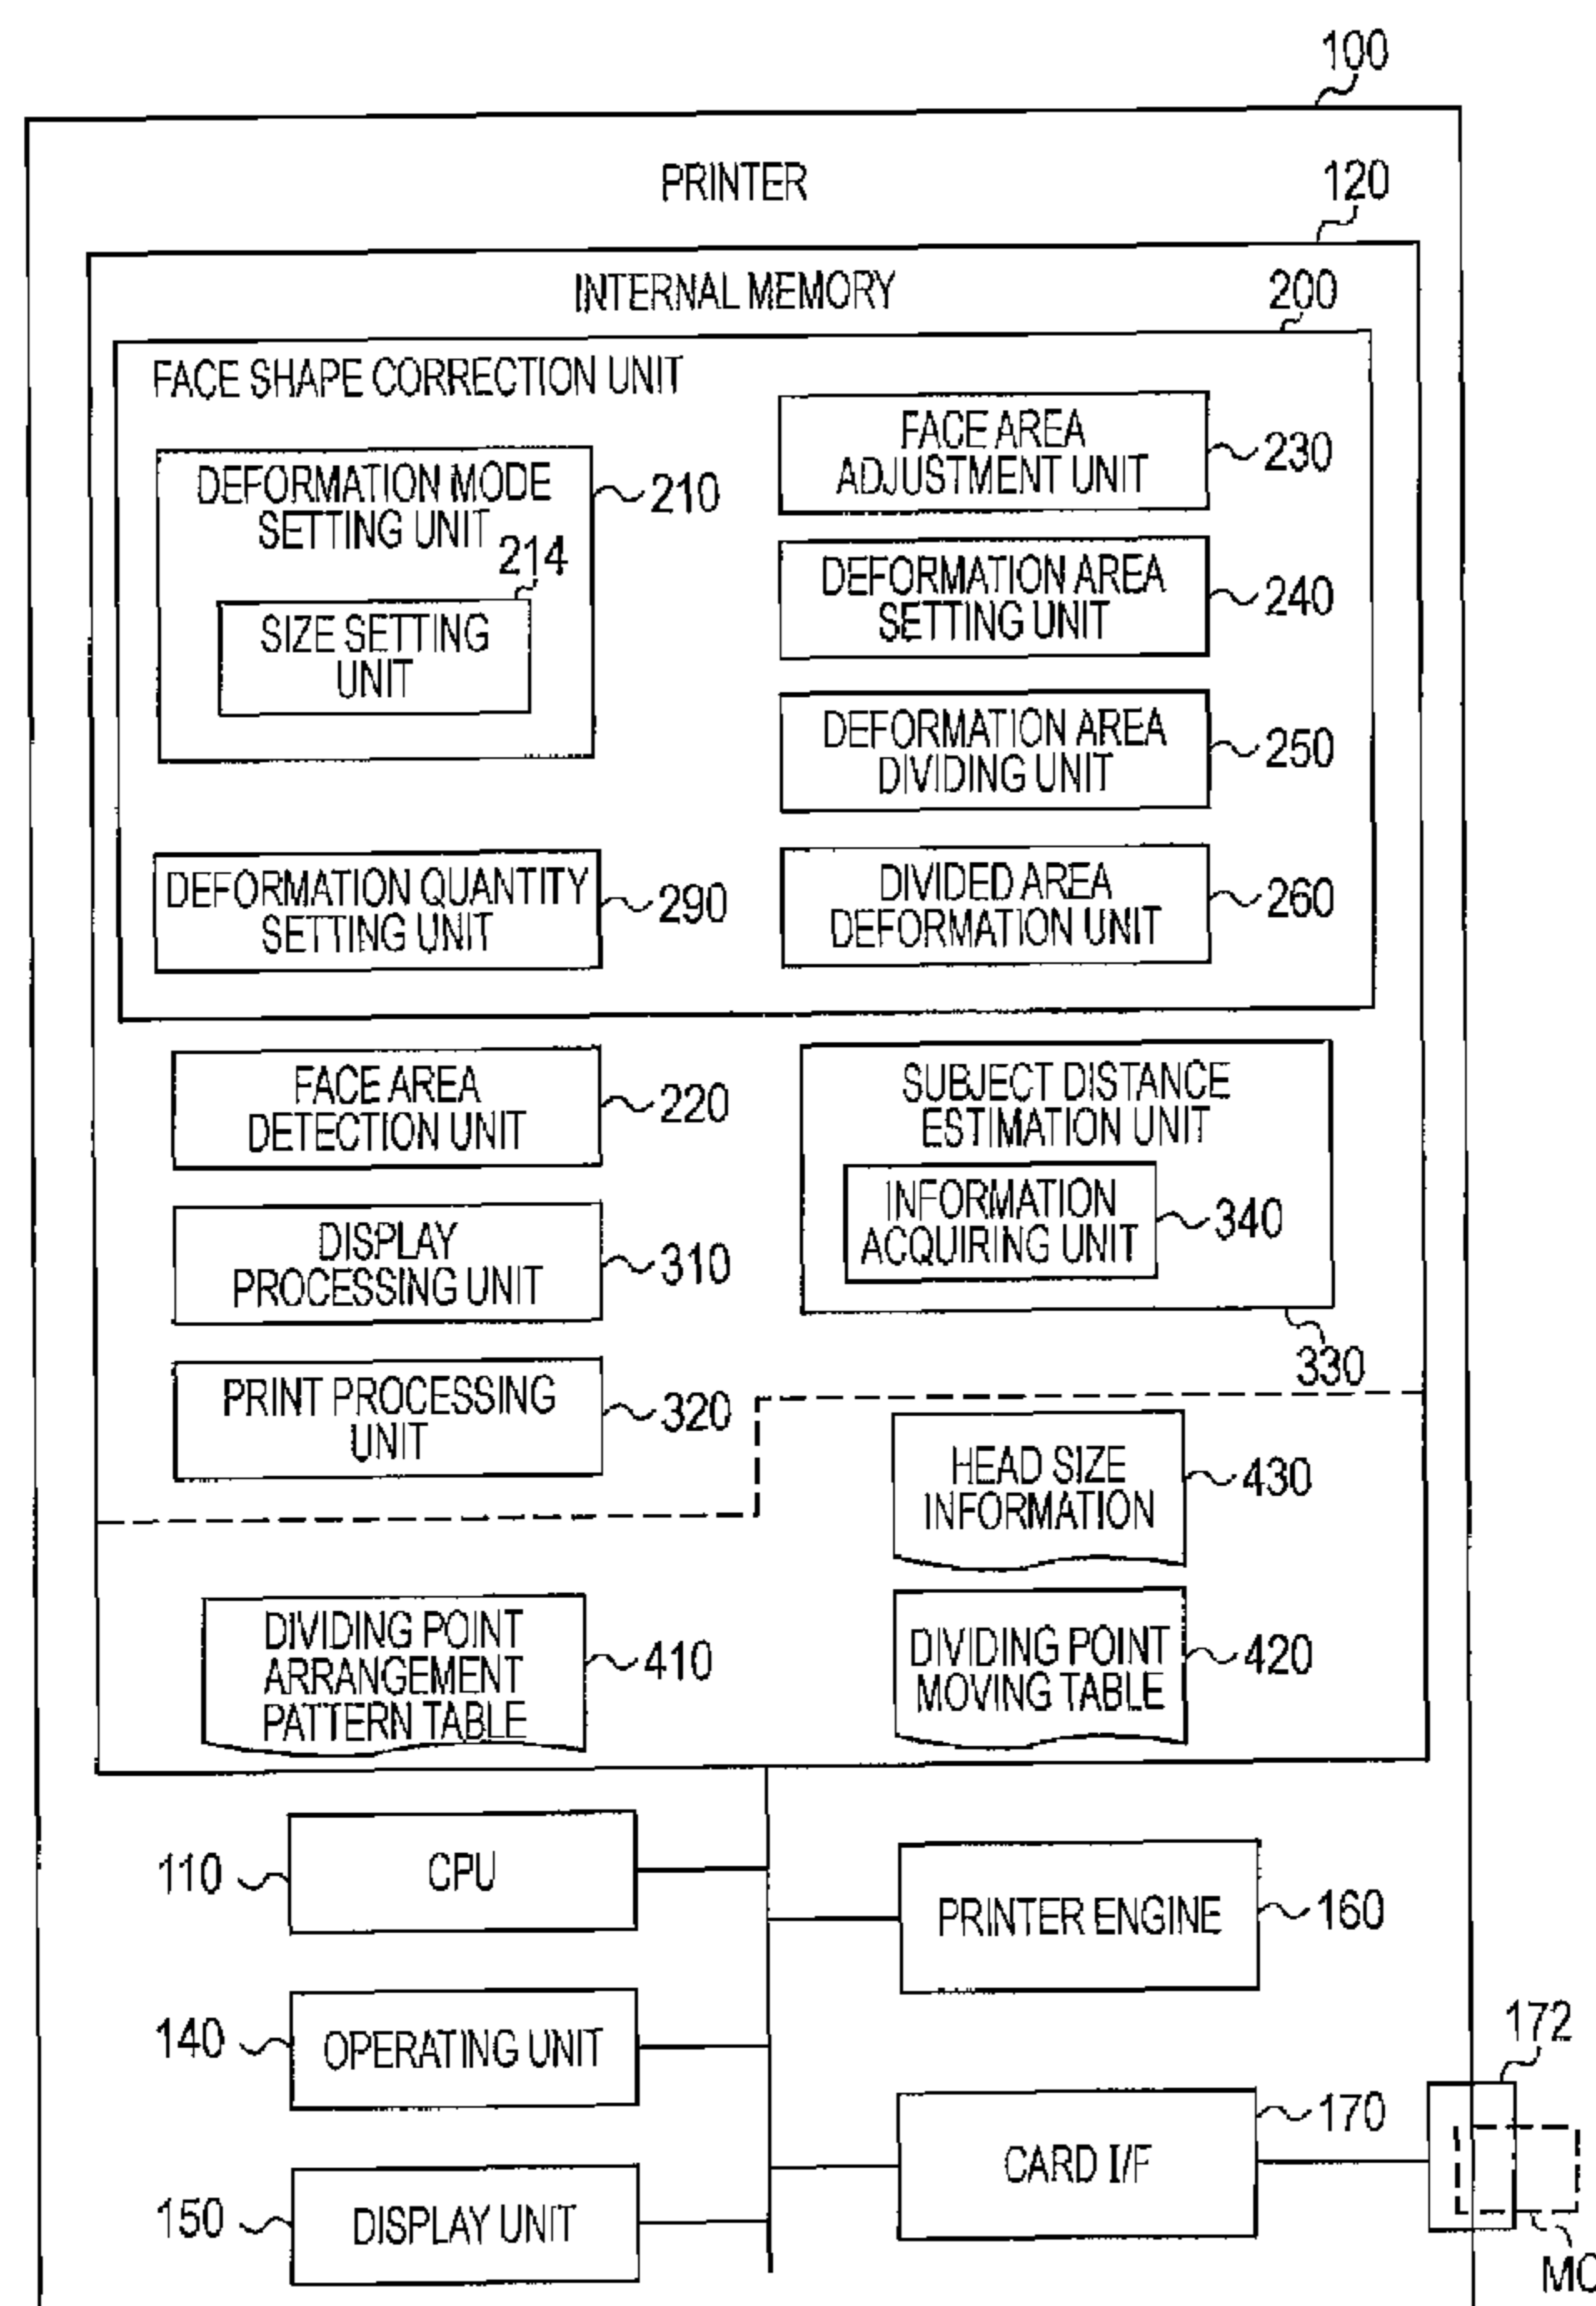 100
PRINTER
120
INTERNAL MEMORY
200
FACE SHAPE CORRECTION UNIT
DEFORMATION MODE
SETTING UNIT
210
214
SIZE SETTING
UNIT
FACE AREA
ADJUSTMENT UNIT
230
DEFORMATION AREA
SETTING UNIT
240
DEFORMATION AREA
DIVIDING UNIT
250
DEFORMATION QUANTITY
SETTING UNIT
290
DIVIDED AREA
DEFORMATION UNIT
260
FACE AREA
DETECTION UNIT
220
SUBJECT DISTANCE
ESTIMATION UNIT
INFORMATION
ACQUIRING UNIT
340
330
DISPLAY
PROCESSING UNIT
310
PRINT PROCESSING
UNIT
320
HEAD SIZE
INFORMATION
430
DIVIDING POINT
ARRANGEMENT
PATTERN TABLE
410
DIVIDING POINT
MOVING TABLE
420
110
CPU
PRINTER ENGINE
160
140
OPERATING UNIT
172
CARD I/F
170
150
DISPLAY UNIT